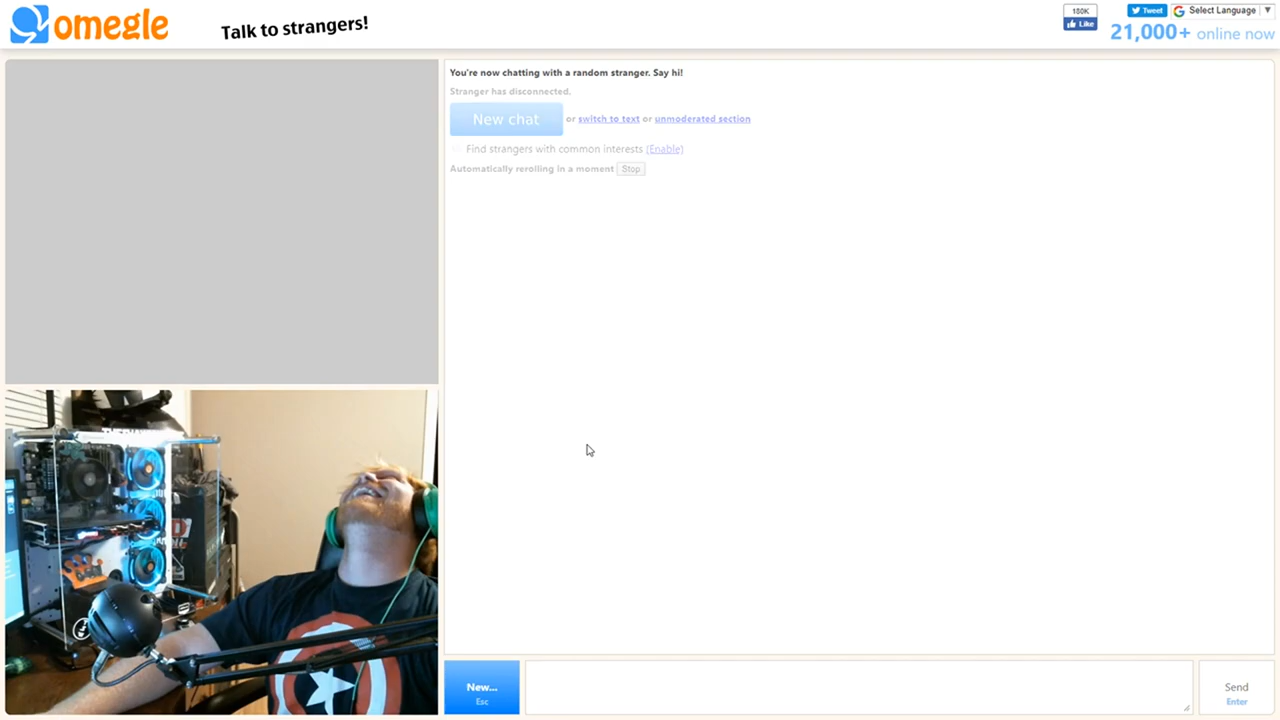 omegle
Talk to strangers!
180K
Like
Tweet
Select Language
21,000+ online now
You're now chatting with a random stranger. Say hi!
Stranger has disconnected.
New chat or switch to text or unmoderated section
Find strangers with common interests (Enable)
Automatically rerolling in a moment Stop
New...
Esc
Send
Enter